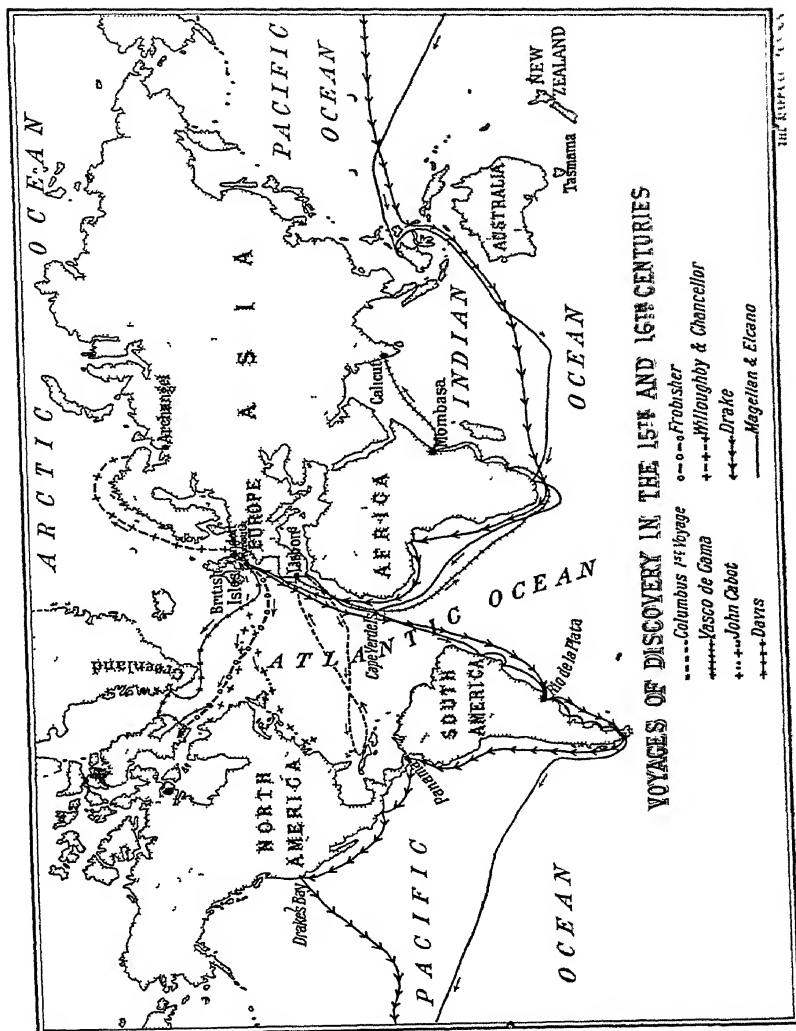 ARCTIC OCEAN
Greenland
Archangel
British
Isles
EUROPE
ASIA
PACIFIC
OCEAN
NORTH
AMERICA
ATLANTIC OCEAN
Lisbon
Drake's Bay
Panama
Cape Verde
AFRICA
Calicut
Mombasa
INDIAN
OCEAN
SOUTH
AMERICA
Rio de la Plata
PACIFIC
OCEAN
AUSTRALIA
Tasmania
NEW
ZEALAND
VOYAGES OF DISCOVERY IN THE 15TH AND 16TH CENTURIES
Columbus 1st Voyage
Vasco de Gama
John Cabot
Davis
Frobisher
Willoughby & Chancellor
Drake
Magellan & Elcano